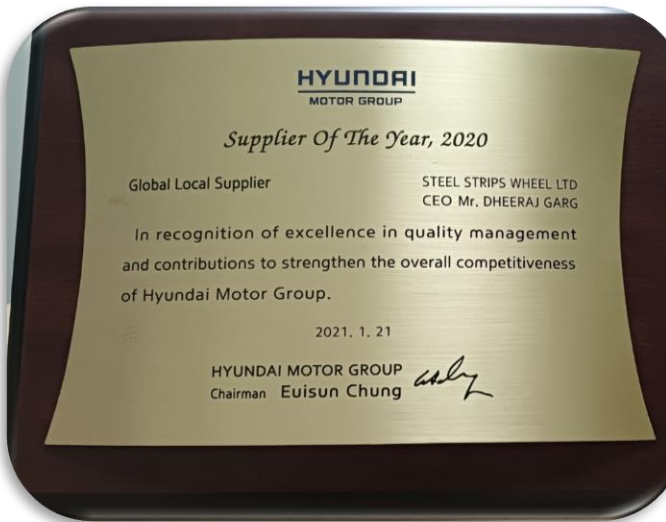 HYUNDAI
MOTOR GROUP
Supplier Of The Year, 2020
Global Local Supplier
STEEL STRIPS WHEEL LTD
CEO Mr. DHEERAJ GARG
In recognition of excellence in quality management
and contributions to strengthen the overall competitiveness
of Hyundai Motor Group.
2021. 1. 21
HYUNDAI MOTOR GROUP
Chairman Euisun Chung